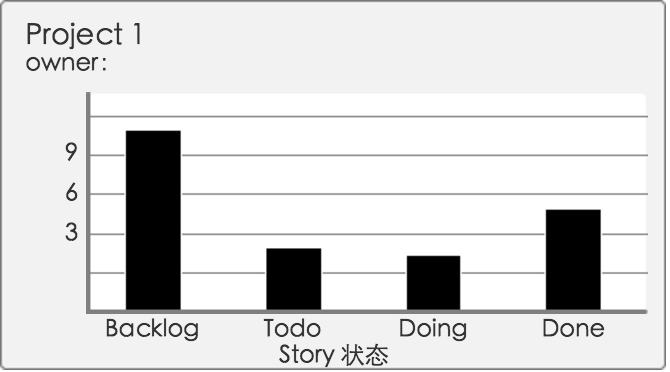 Project 1
owner:
9
6
3
Backlog Todo Doing Done
Story 状态